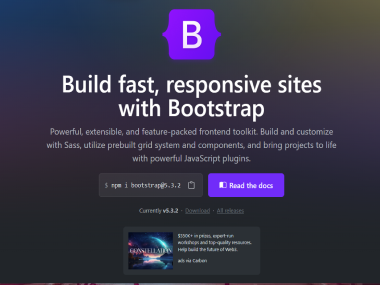 B
Build fast, responsive sites
with Bootstrap
Powerful, extensible, and feature-packed frontend toolkit. Build and customize
with Sass, utilize prebuilt grid system and components, and bring projects to life
with powerful JavaScript plugins.
$ npm i bootstrap@5.3.2
Read the docs
Currently v5.3.2 · Download · All releases
CONSTELLATION
$350K+ in prizes, expert-run
workshops and top-quality resources.
Help build the future of Web3.
ads via Carbon